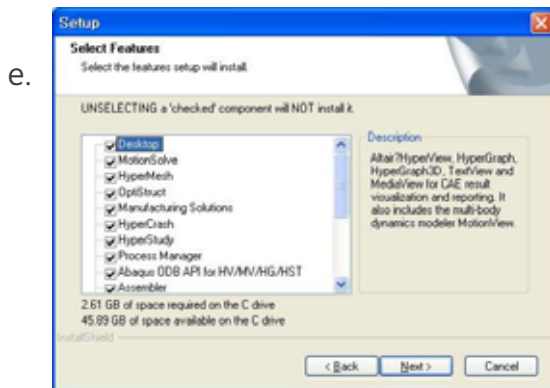 Setup
Select Features
Select the features setup will install.
e.
UNSELECTING a 'checked' component will NOT install it.
Desktop
MotionSolve
HyperMesh
OptiStruct
Manufacturing Solutions
HyperCrash
HyperStudy
Process Manager
Abaqus ODB API for HV/MV/HG/HST
Assembler
Description
Altair?HyperView, HyperGraph,
HyperGraph3D, TextView and
MediaView for CAE result
visualization and reporting. It
also includes the multi-body
dynamics modeler MotionView.
2.61 GB of space required on the C drive
45.89 GB of space available on the C drive
InstallShield
< Back
Next >
Cancel